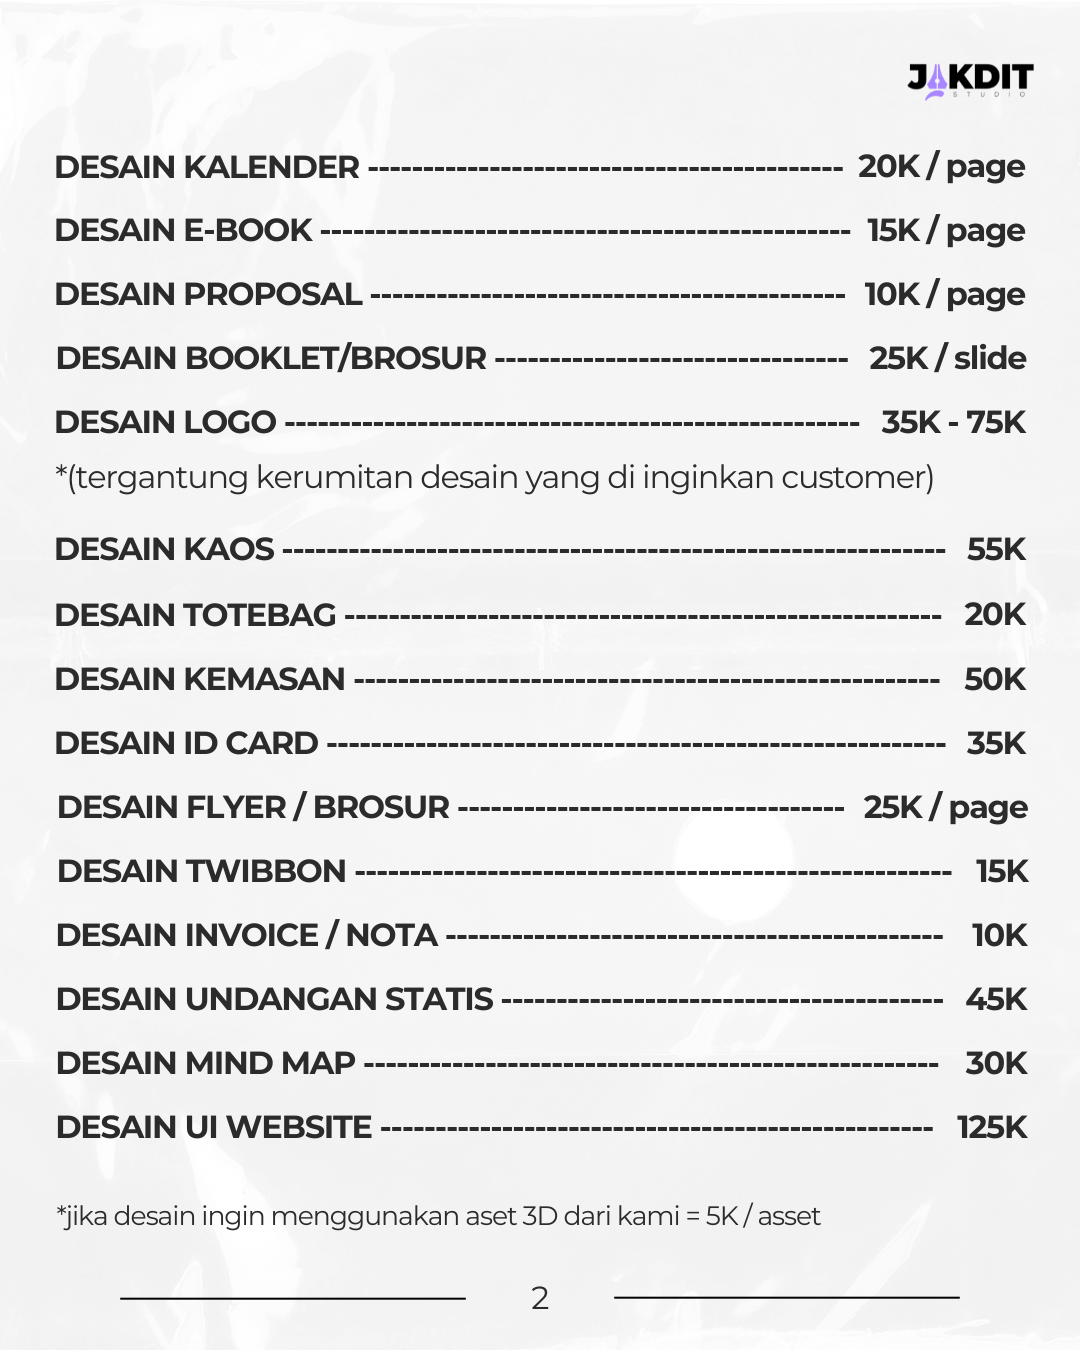 JAKDIT
STUDIO
DESAIN KALENDER ------------------------------------------- 20K / page
DESAIN E-BOOK ------------------------------------------------ 15K / page
DESAIN PROPOSAL ------------------------------------------- 10K / page
DESAIN BOOKLET/BROSUR -------------------------------- 25K / slide
DESAIN LOGO ---------------------------------------------------- 35K - 75K
*(tergantung kerumitan desain yang di inginkan customer)
DESAIN KAOS ------------------------------------------------------------ 55K
DESAIN TOTEBAG ------------------------------------------------------ 20K
DESAIN KEMASAN ----------------------------------------------------- 50K
DESAIN ID CARD -------------------------------------------------------- 35K
DESAIN FLYER / BROSUR ----------------------------------- 25K / page
DESAIN TWIBBON ------------------------------------------------------ 15K
DESAIN INVOICE / NOTA --------------------------------------------- 10K
DESAIN UNDANGAN STATIS ---------------------------------------- 45K
DESAIN MIND MAP ---------------------------------------------------- 30K
DESAIN UI WEBSITE -------------------------------------------------- 125K
*jika desain ingin menggunakan aset 3D dari kami = 5K / asset
2